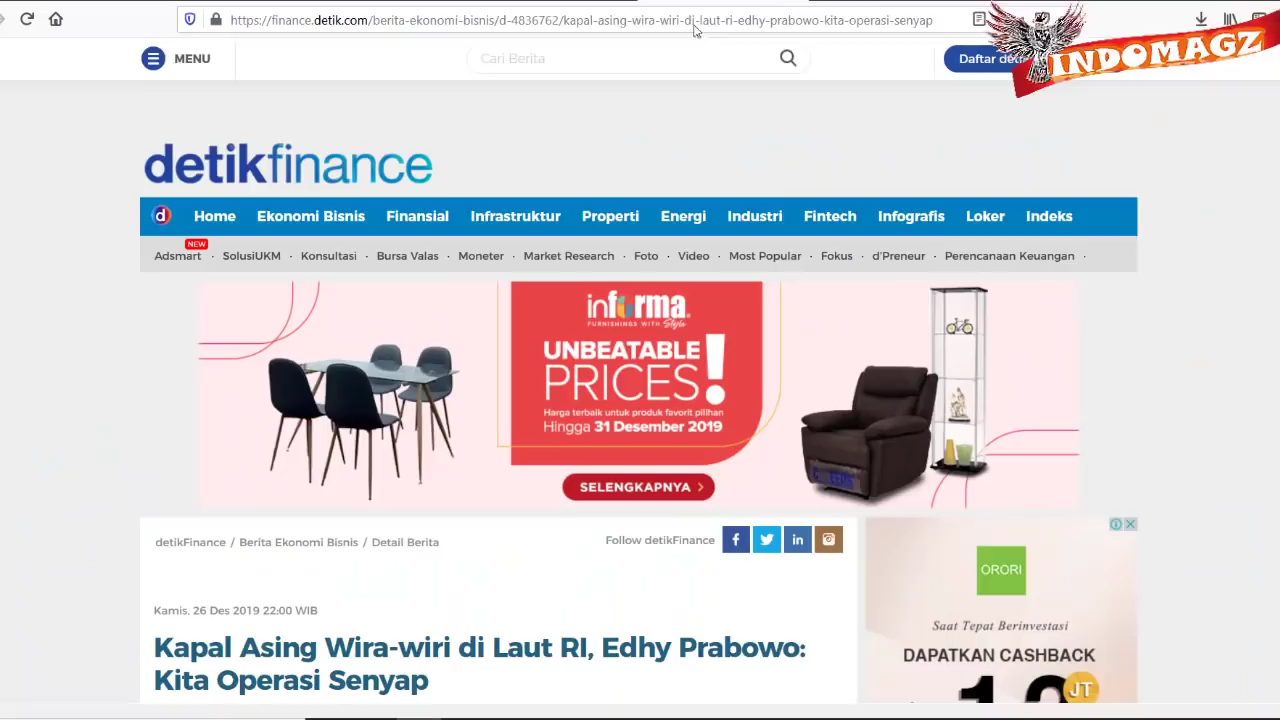 https://finance.detik.com/berita-ekonomi-bisnis/d-4836762/kapal-asing-wira-wiri-di-laut-ri-edhy-prabowo-kita-operasi-senyap
INDOMAGZ
MENU
Cari Berita
Daftar
detikfinance
d Home Ekonomi Bisnis Finansial Infrastruktur Properti Energi Industri Fintech Infografis Loker Indeks
NEW
Adsmart · SolusiUKM · Konsultasi · Bursa Valas · Moneter · Market Research · Foto · Video · Most Popular · Fokus · d'Preneur · Perencanaan Keuangan ·
informa
FURNISHINGS WITH Style
UNBEATABLE
PRICES!
Harga terbaik untuk produk favorit pilihan
Hingga 31 Desember 2019
SELENGKAPNYA
detikFinance / Berita Ekonomi Bisnis / Detail Berita
Follow detikFinance
Kamis, 26 Des 2019 22:00 WIB
Kapal Asing Wira-wiri di Laut RI, Edhy Prabowo:
Kita Operasi Senyap
ORORI
Saat Tepat Berinvestasi
DAPATKAN CASHBACK
JT